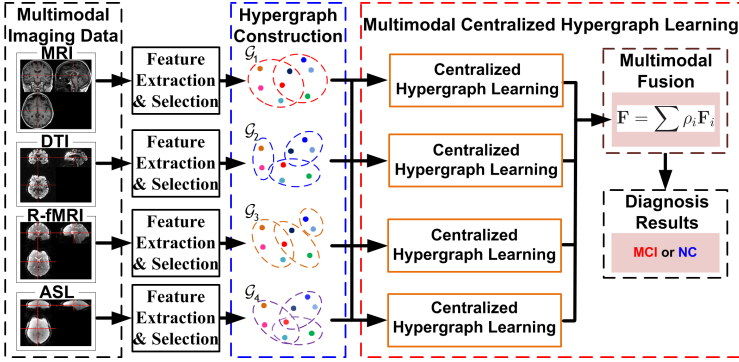 Multimodal
Imaging Data
MRI
DTI
R-fMRI
ASL
Feature
Extraction
& Selection
Feature
Extraction
& Selection
Feature
Extraction
& Selection
Feature
Extraction
& Selection
Hypergraph
Construction
𝒢₁
𝒢₂
𝒢₃
𝒢₄
Multimodal Centralized Hypergraph Learning
Centralized
Hypergraph Learning
Centralized
Hypergraph Learning
Centralized
Hypergraph Learning
Centralized
Hypergraph Learning
Multimodal
Fusion
F = ∑ ρᵢFᵢ
Diagnosis
Results
MCI or NC